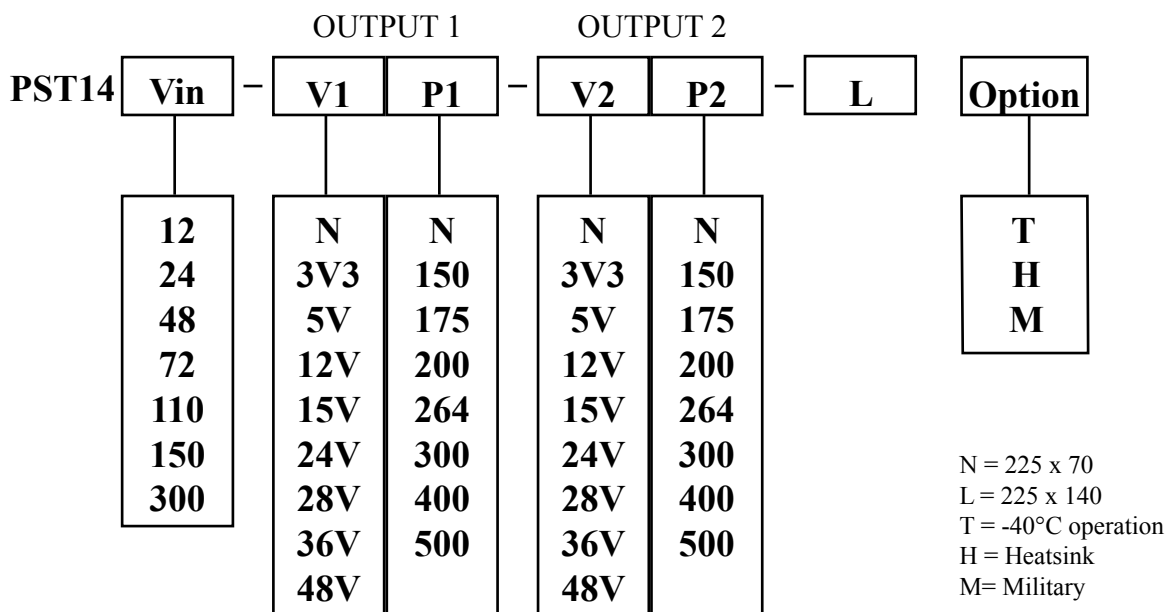 OUTPUT 1 OUTPUT 2
PST14 Vin – V1 P1 – V2 P2 – L Option
12 N N N N T
24 3V3 150 3V3 150 H
48 5V 175 5V 175 M
72 12V 200 12V 200
110 15V 264 15V 264
150 24V 300 24V 300
300 28V 400 28V 400
36V 500 36V 500
48V 48V
N = 225 x 70
L = 225 x 140
T = -40°C operation
H = Heatsink
M= Military